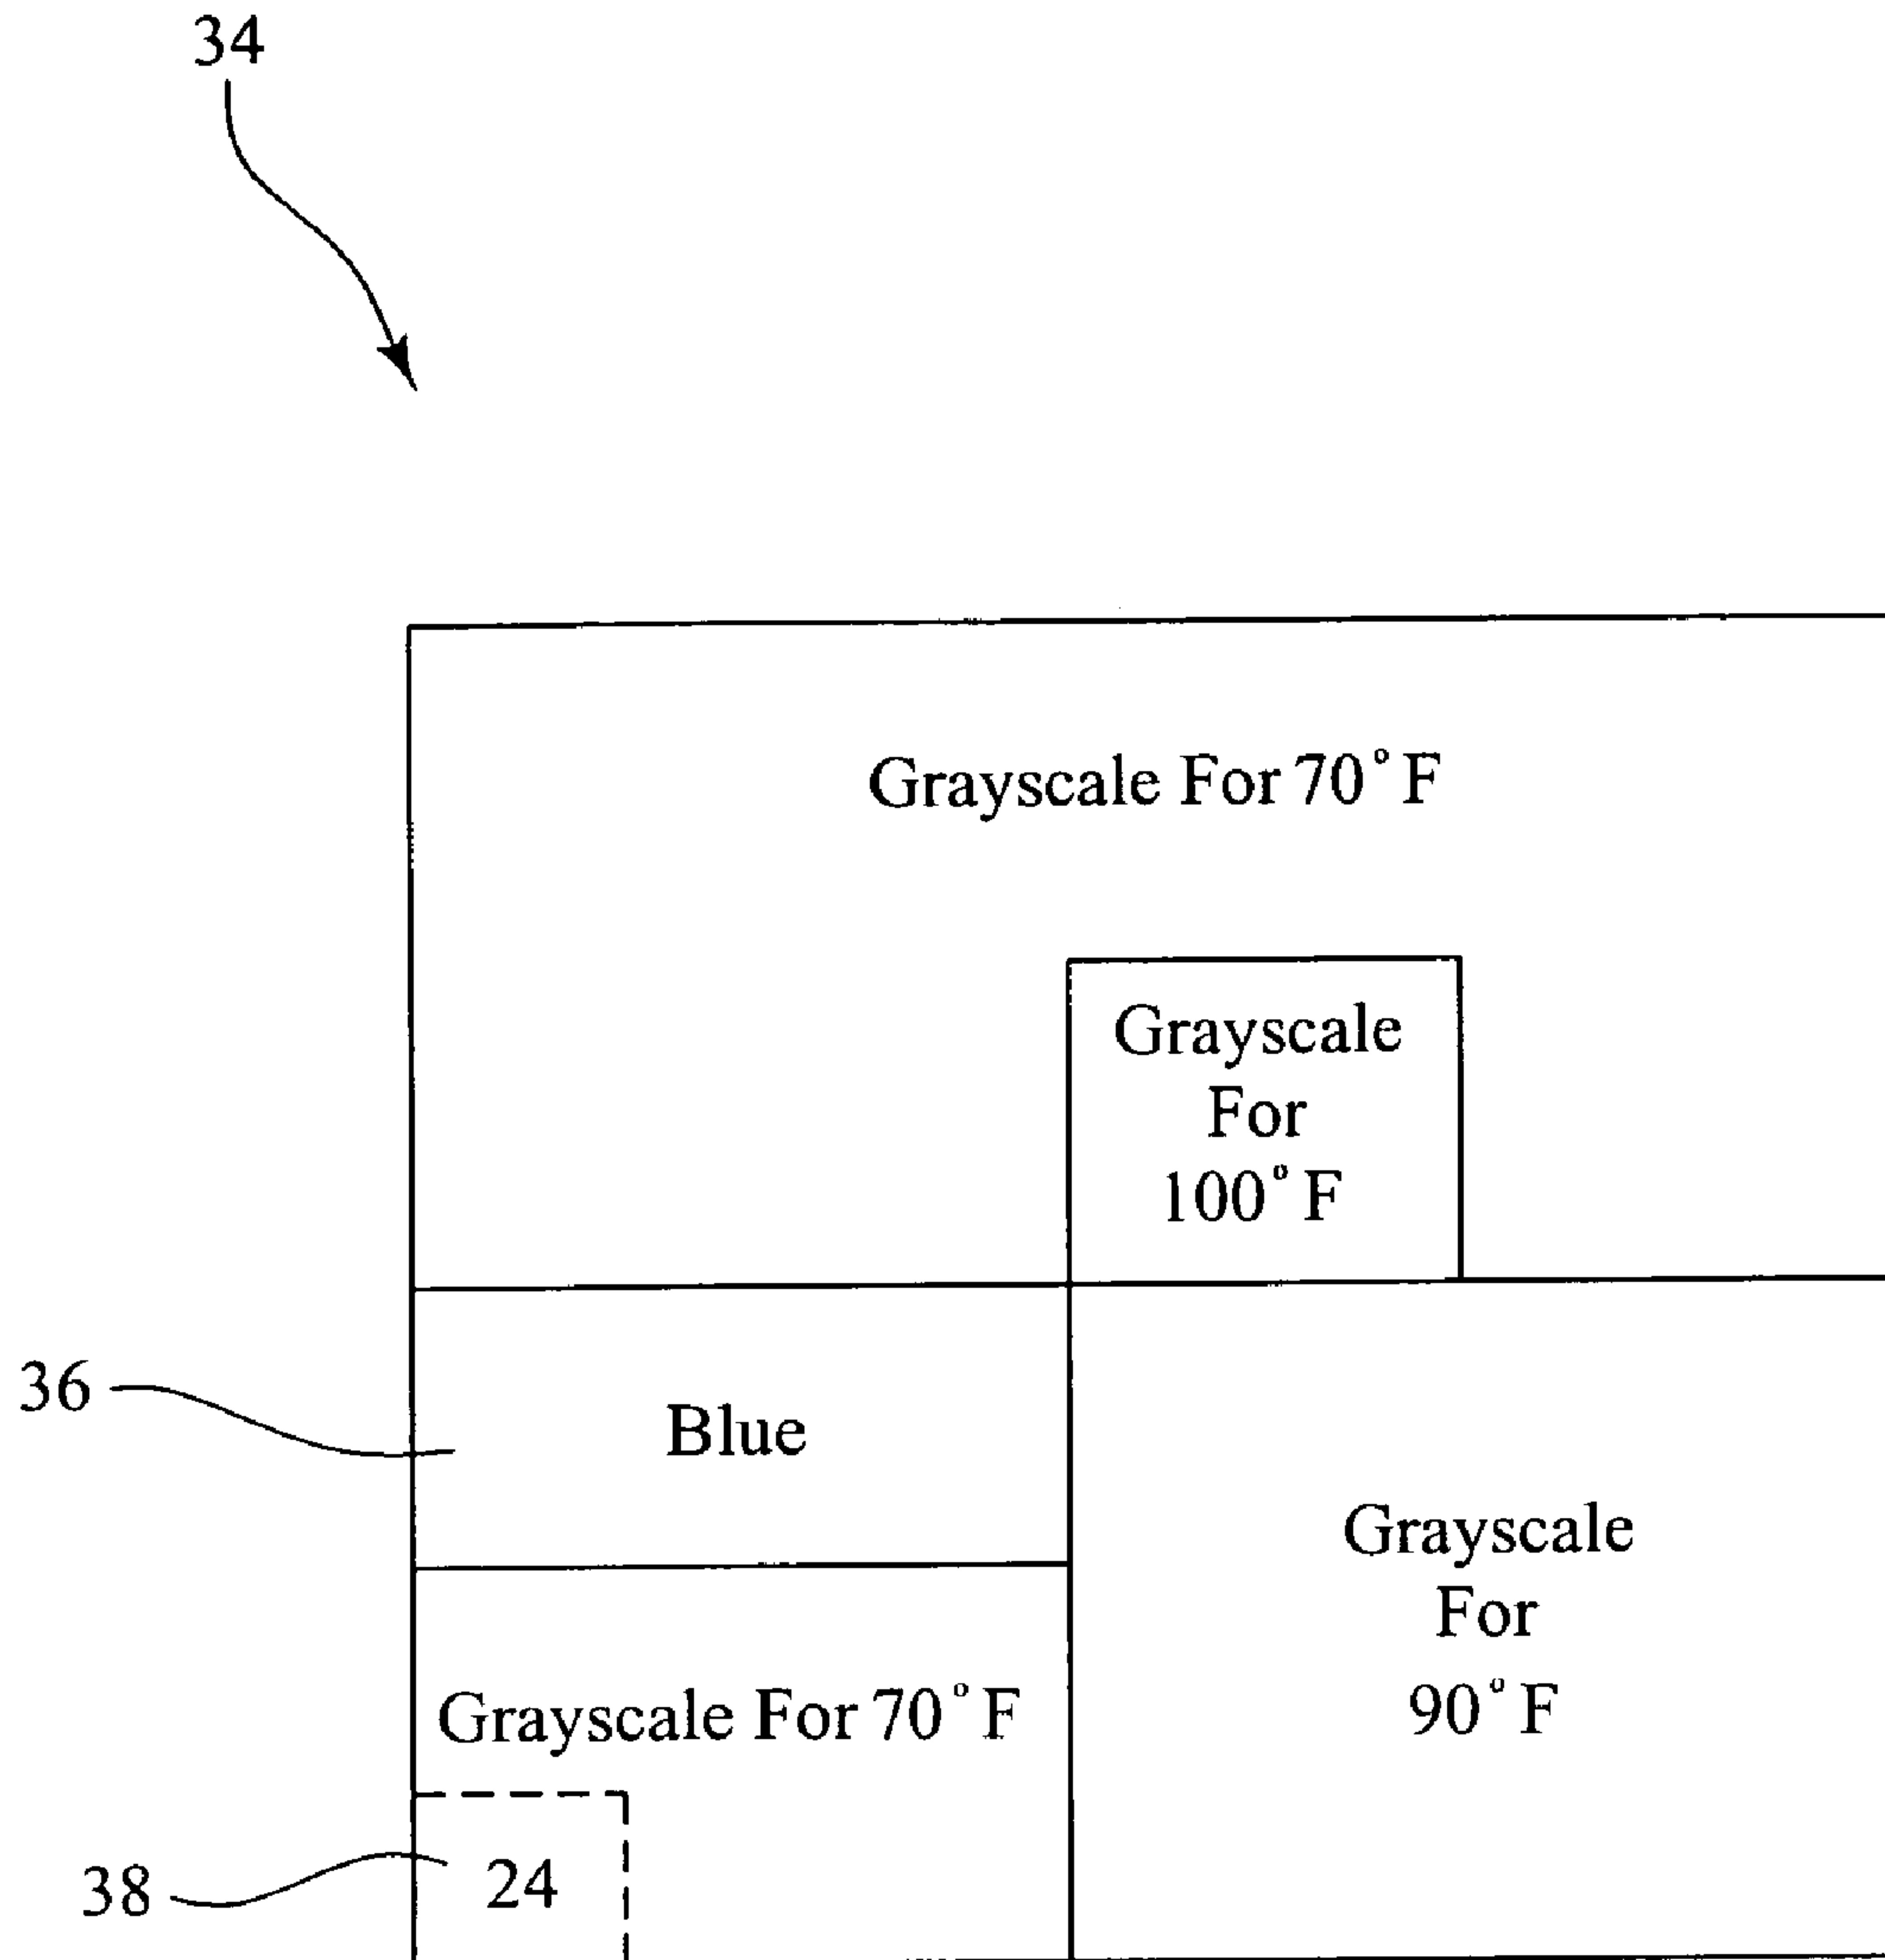 34
Grayscale For 70° F
Grayscale
For
100° F
36
Blue
Grayscale
For
90° F
Grayscale For 70° F
38
24